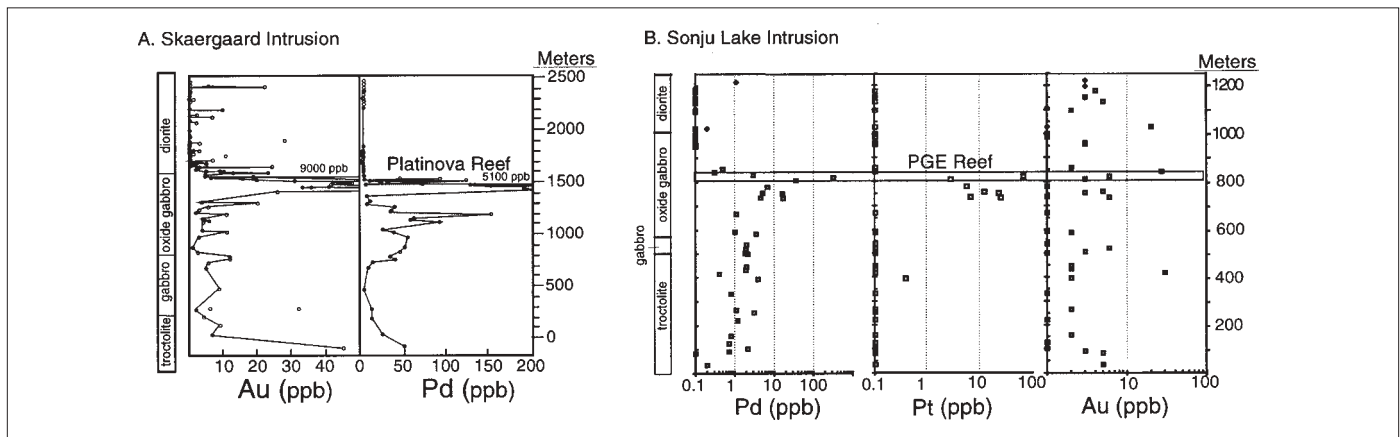 A. Skaergaard Intrusion
Meters
2500
2000
1500
1000
500
0
diorite
oxide gabbro
gabbro
troctolite
9000 ppb
Platinova Reef
5100 ppb
0 10 20 30 40 0 50 100 150 200
Au (ppb) Pd (ppb)
B. Sonju Lake Intrusion
Meters
1200
1000
800
600
400
200
0
diorite
oxide gabbro
gabbro
troctolite
PGE Reef
0.1 1 10 100 0.1 1 10 100 10 100
Pd (ppb) Pt (ppb) Au (ppb)